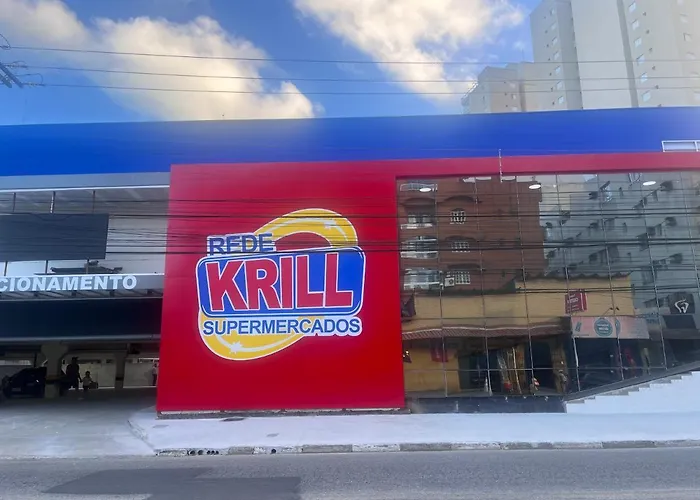 REDE
KRILL
SUPERMERCADOS
CIONAMENTO